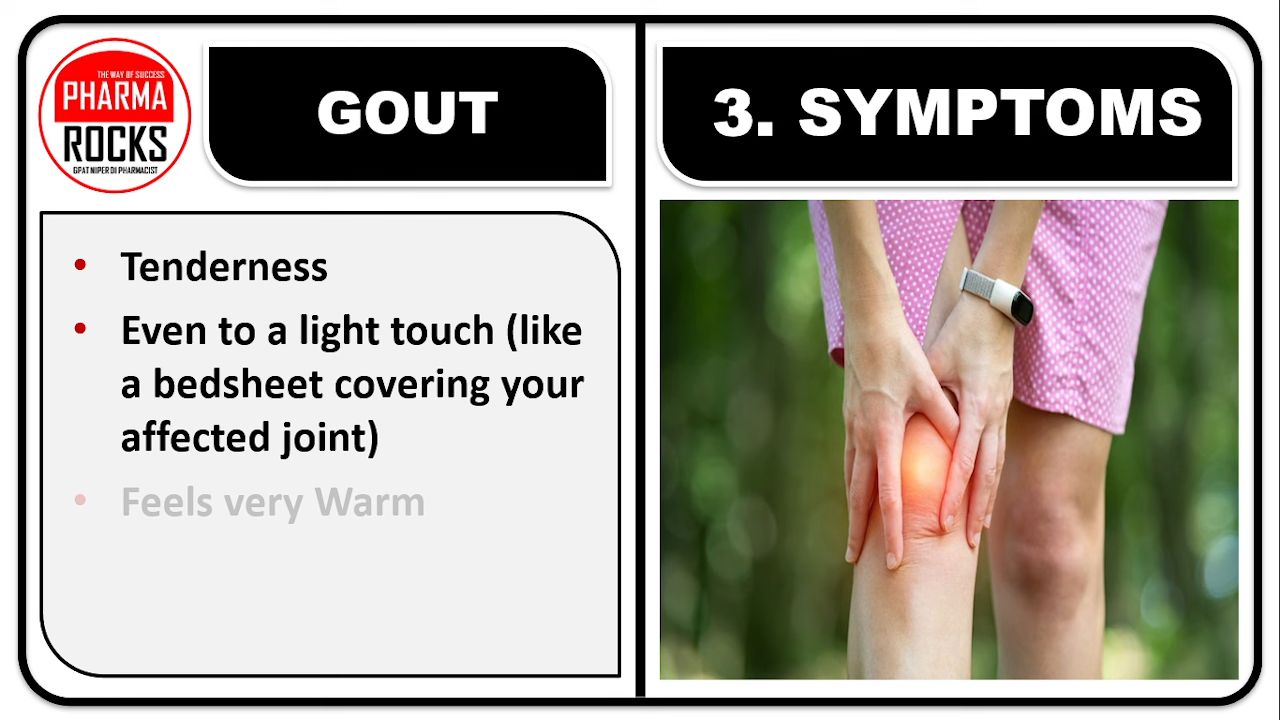 THE WAY OF SUCCESS
PHARMA
ROCKS
GPAT NIPER DI PHARMACIST
GOUT
3. SYMPTOMS
• Tenderness
• Even to a light touch (like
a bedsheet covering your
affected joint)
• Feels very Warm